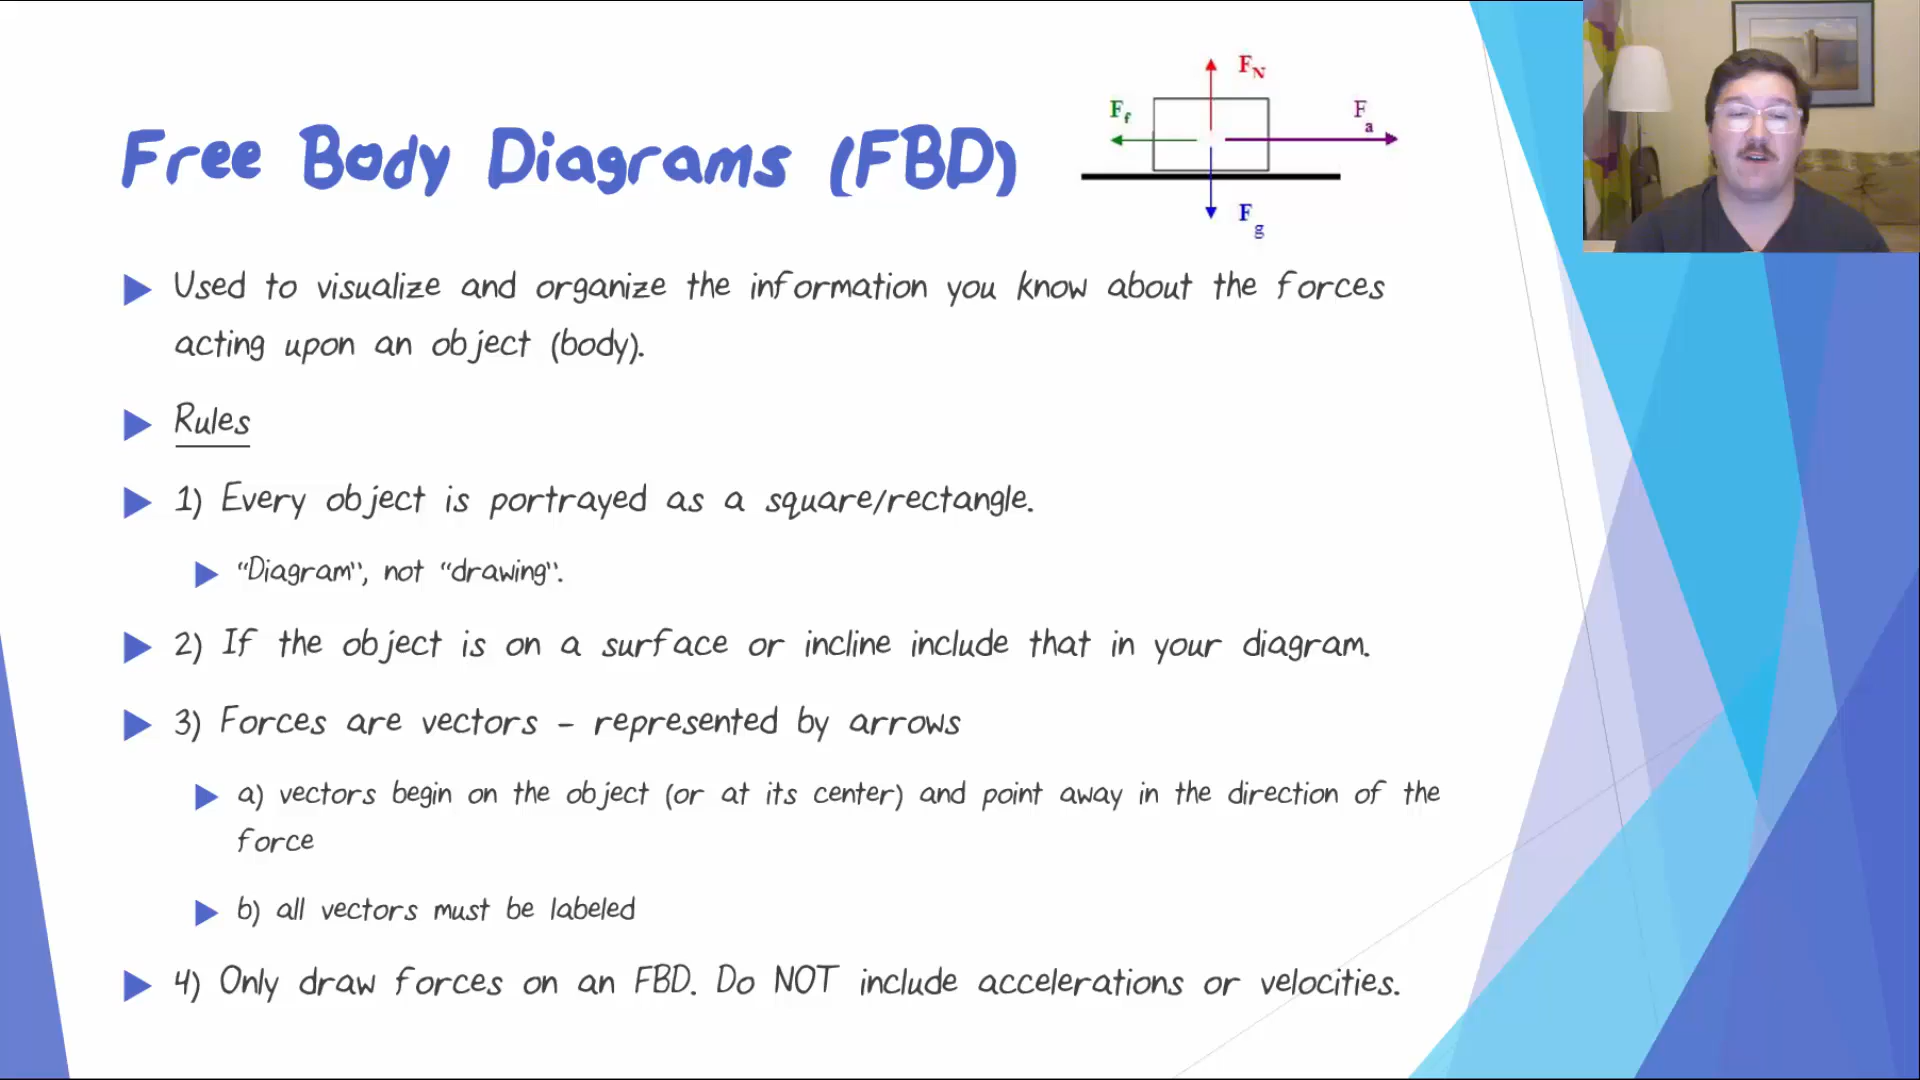 Free Body Diagrams (FBD)
F_N
F_f
F_a
F_g
Used to visualize and organize the information you know about the forces
acting upon an object (body).
Rules
1) Every object is portrayed as a square/rectangle.
"Diagram", not "drawing".
2) If the object is on a surface or incline include that in your diagram.
3) Forces are vectors - represented by arrows
a) vectors begin on the object (or at its center) and point away in the direction of the
force
b) all vectors must be labeled
4) Only draw forces on an FBD. Do NOT include accelerations or velocities.